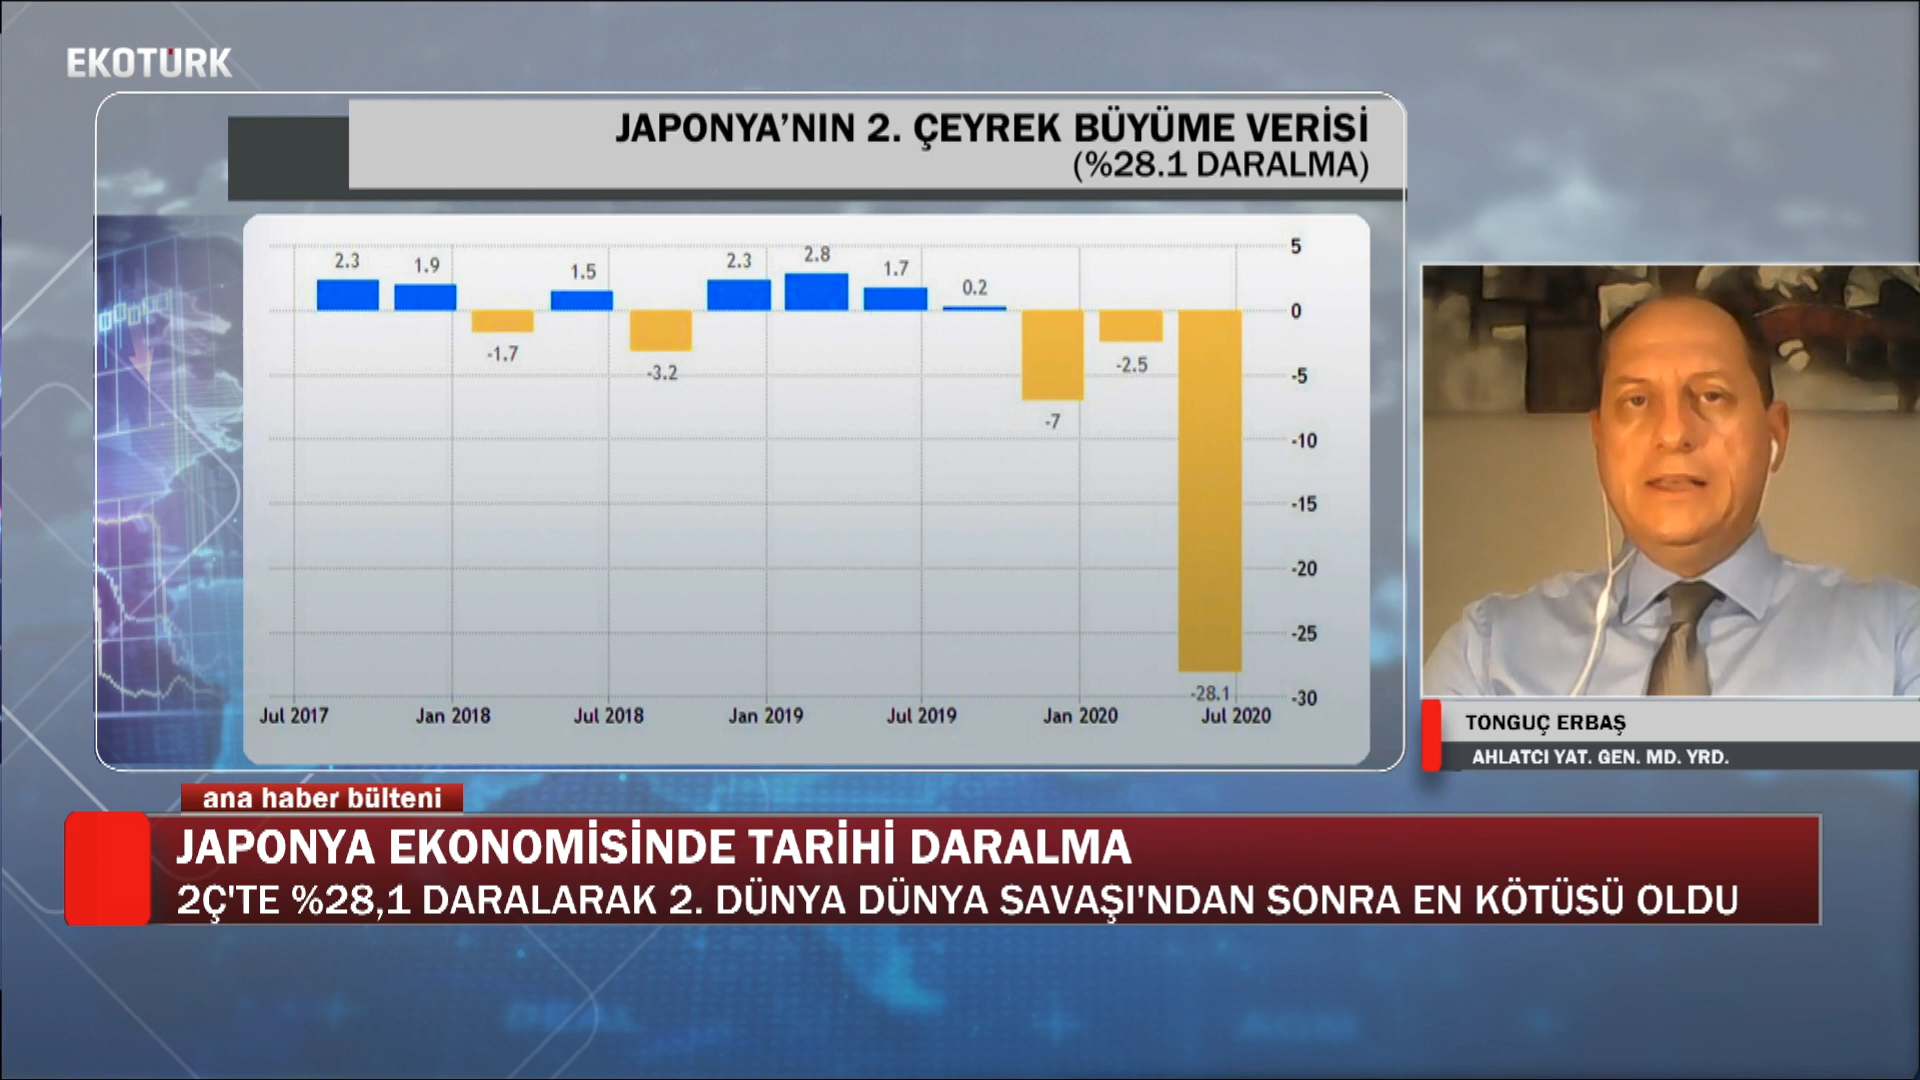 EKOTÜRK
JAPONYA'NIN 2. ÇEYREK BÜYÜME VERİSİ
(%28.1 DARALMA)
2.3
1.9
-1.7
1.5
-3.2
2.3
2.8
1.7
0.2
-7
-2.5
-28.1
5
0
-5
-10
-15
-20
-25
-30
Jul 2017
Jan 2018
Jul 2018
Jan 2019
Jul 2019
Jan 2020
Jul 2020
TONGUÇ ERBAŞ
AHLATCI YAT. GEN. MD. YRD.
ana haber bülteni
JAPONYA EKONOMİSİNDE TARİHİ DARALMA
2Ç'TE %28,1 DARALARAK 2. DÜNYA DÜNYA SAVAŞI'NDAN SONRA EN KÖTÜSÜ OLDU